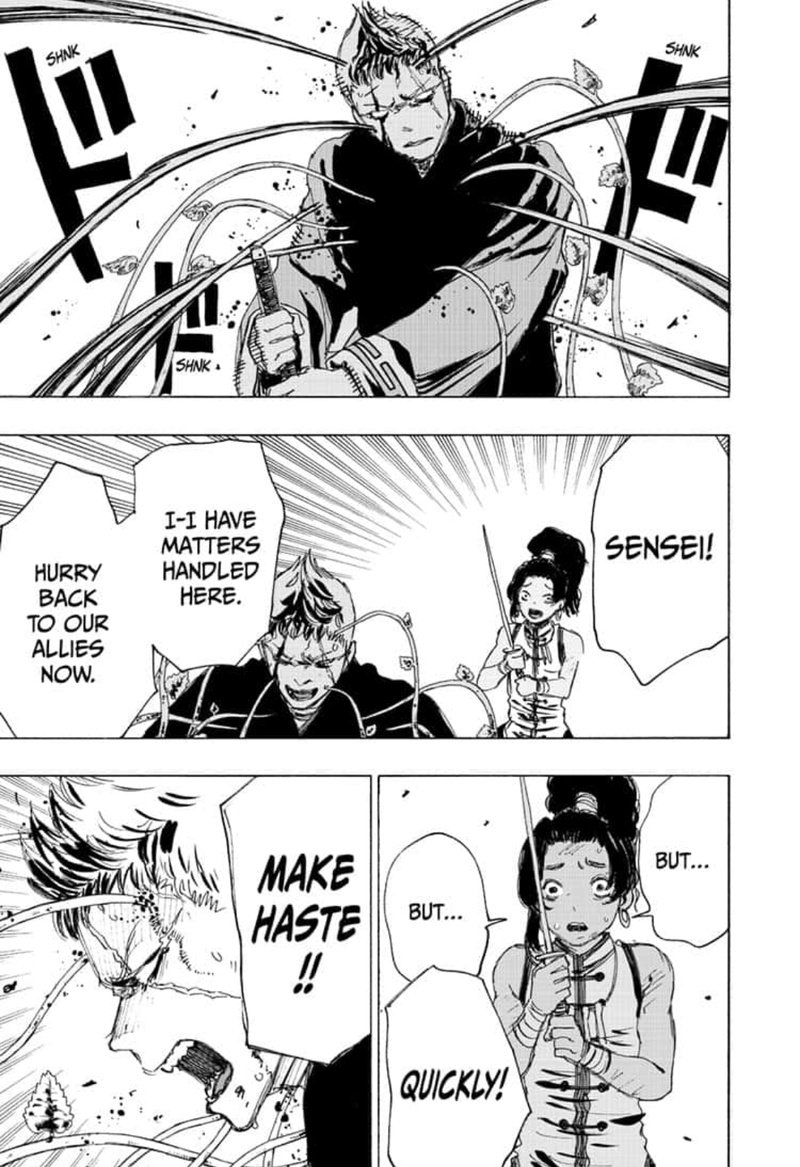 SHNK
ド
SHNK
ド
ド
SHNK
SENSEI!
I-I HAVE
MATTERS
HANDLED
HERE.
HURRY
BACK
TO OUR
ALLIES
NOW.
BUT...
BUT...
QUICKLY!
MAKE
HASTE
!!